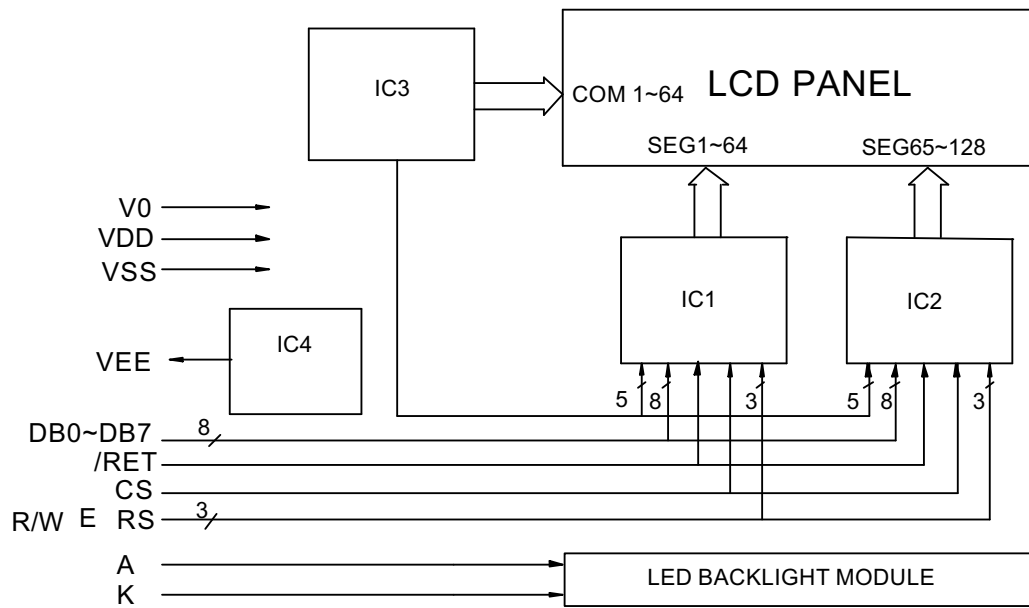 IC3
COM 1~64
LCD PANEL
SEG1~64
SEG65~128
V0
VDD
VSS
IC1
IC2
IC4
VEE
5
8
3
5
8
3
DB0~DB7
8
/RET
CS
R/W E RS
3
A
K
LED BACKLIGHT MODULE